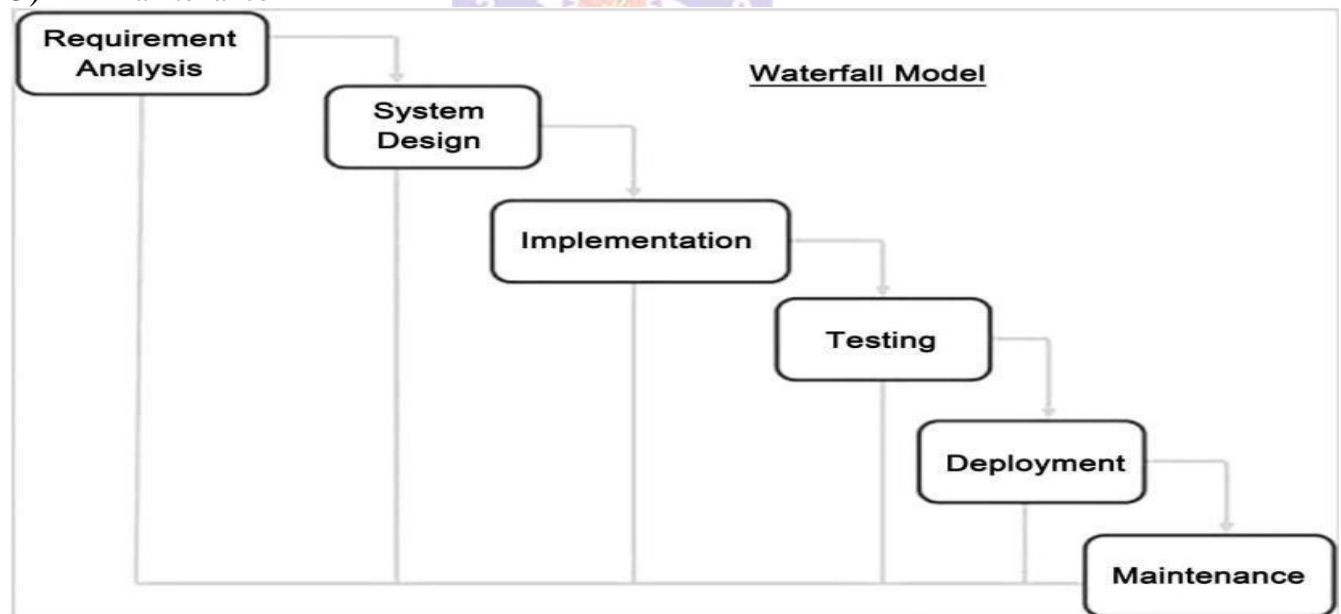 Requirement
Analysis
Waterfall Model
System
Design
Implementation
Testing
Deployment
Maintenance